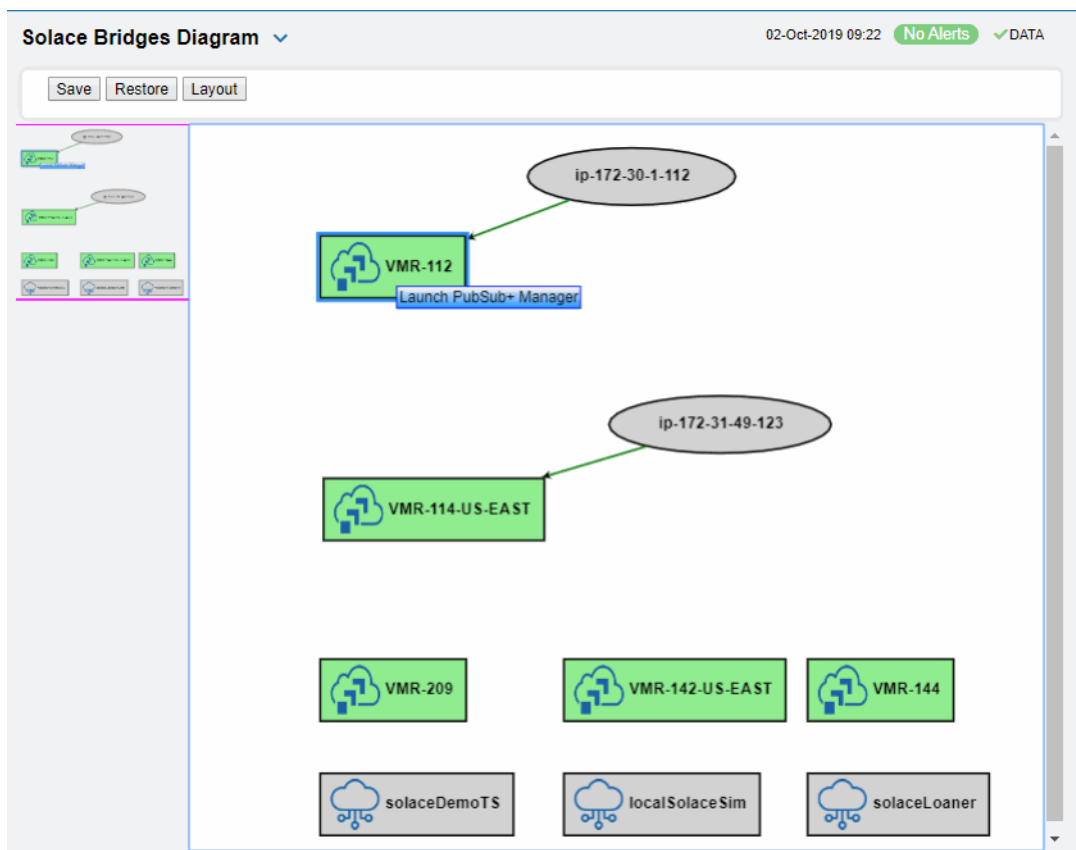 Solace Bridges Diagram
02-Oct-2019 09:22 No Alerts DATA
Save Restore Layout
ip-172-30-1-112
VMR-112
Launch PubSub+ Manager
ip-172-31-49-123
VMR-114-US-EAST
VMR-209 VMR-142-US-EAST VMR-144
solaceDemoTS localSolaceSim solaceLoaner